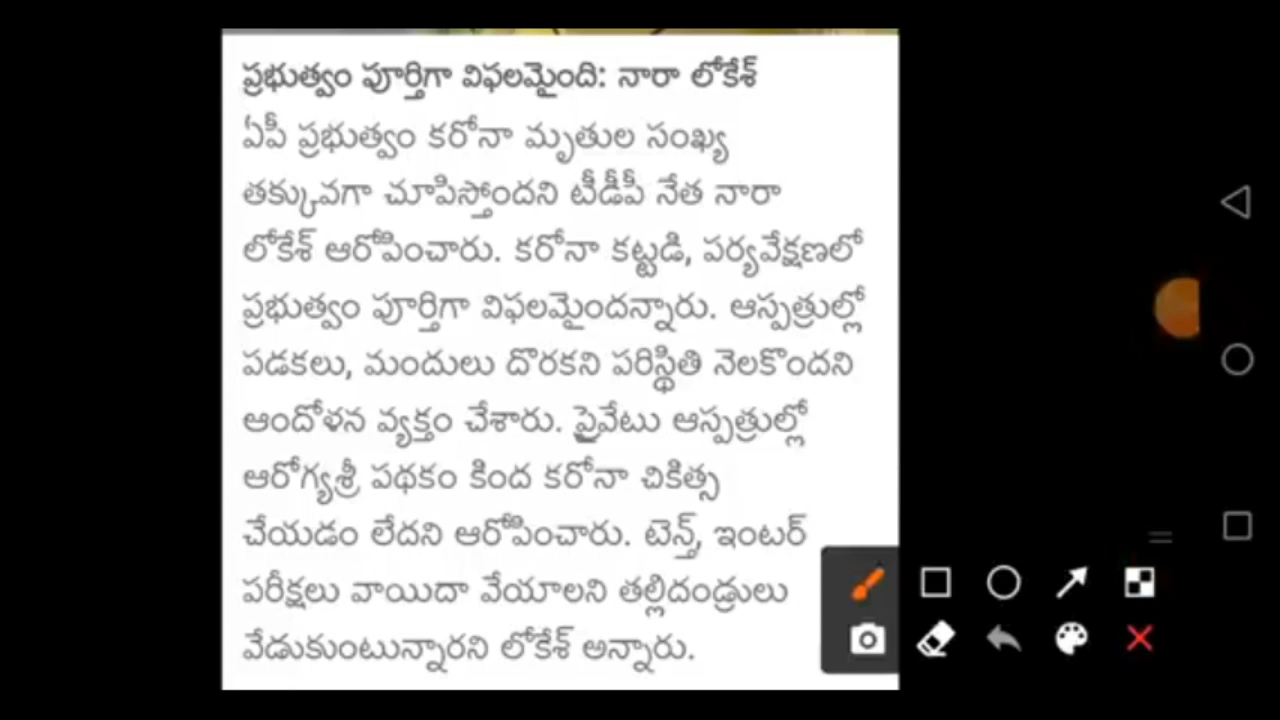 ప్రభుత్వం పూర్తిగా విఫలమైంది: నారా లోకేశ్
ఏపీ ప్రభుత్వం కరోనా మృతుల సంఖ్య
తక్కువగా చూపిస్తోందని టీడీపీ నేత నారా
లోకేశ్ ఆరోపించారు. కరోనా కట్టడి, పర్యవేక్షణలో
ప్రభుత్వం పూర్తిగా విఫలమైందన్నారు. ఆస్పత్రుల్లో
పడకలు, మందులు దొరకని పరిస్థితి నెలకొందని
ఆందోళన వ్యక్తం చేశారు. ప్రైవేటు ఆస్పత్రుల్లో
ఆరోగ్యశ్రీ పథకం కింద కరోనా చికిత్స
చేయడం లేదని ఆరోపించారు. టెన్త్, ఇంటర్
పరీక్షలు వాయిదా వేయాలని తల్లిదండ్రులు
వేడుకుంటున్నారని లోకేశ్ అన్నారు.